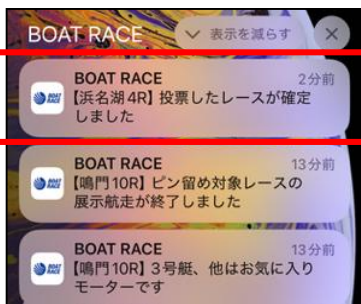 BOAT RACE
表示を減らす
BOAT RACE
2分前
【浜名湖4R】投票したレースが確定
しました
BOAT RACE
13分前
【鳴門10R】ピン留め対象レースの
展示航走が終了しました
BOAT RACE
13分前
【鳴門10R】3号艇、他はお気に入り
モーターです